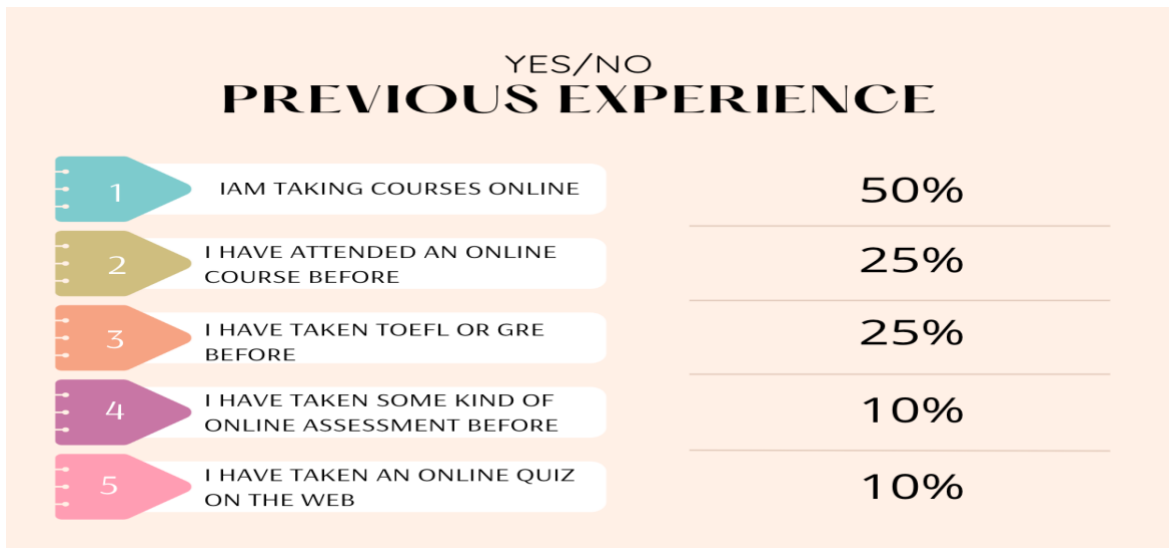 YES/NO
PREVIOUS EXPERIENCE
1
IAM TAKING COURSES ONLINE
50%
2
I HAVE ATTENDED AN ONLINE
COURSE BEFORE
25%
3
I HAVE TAKEN TOEFL OR GRE
BEFORE
25%
4
I HAVE TAKEN SOME KIND OF
ONLINE ASSESSMENT BEFORE
10%
5
I HAVE TAKEN AN ONLINE QUIZ
ON THE WEB
10%